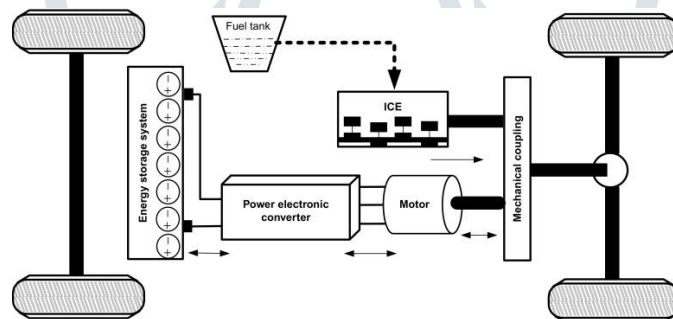 Fuel tank
ICE
Energy storage system
Power electronic
converter
Motor
Mechanical coupling